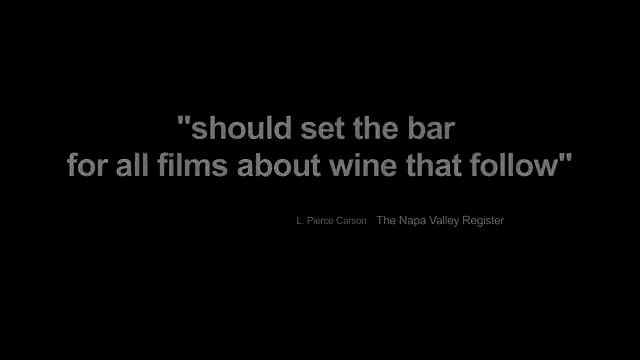 "should set the bar
for all films about wine that follow"
L. Pierce Carson The Napa Valley Register